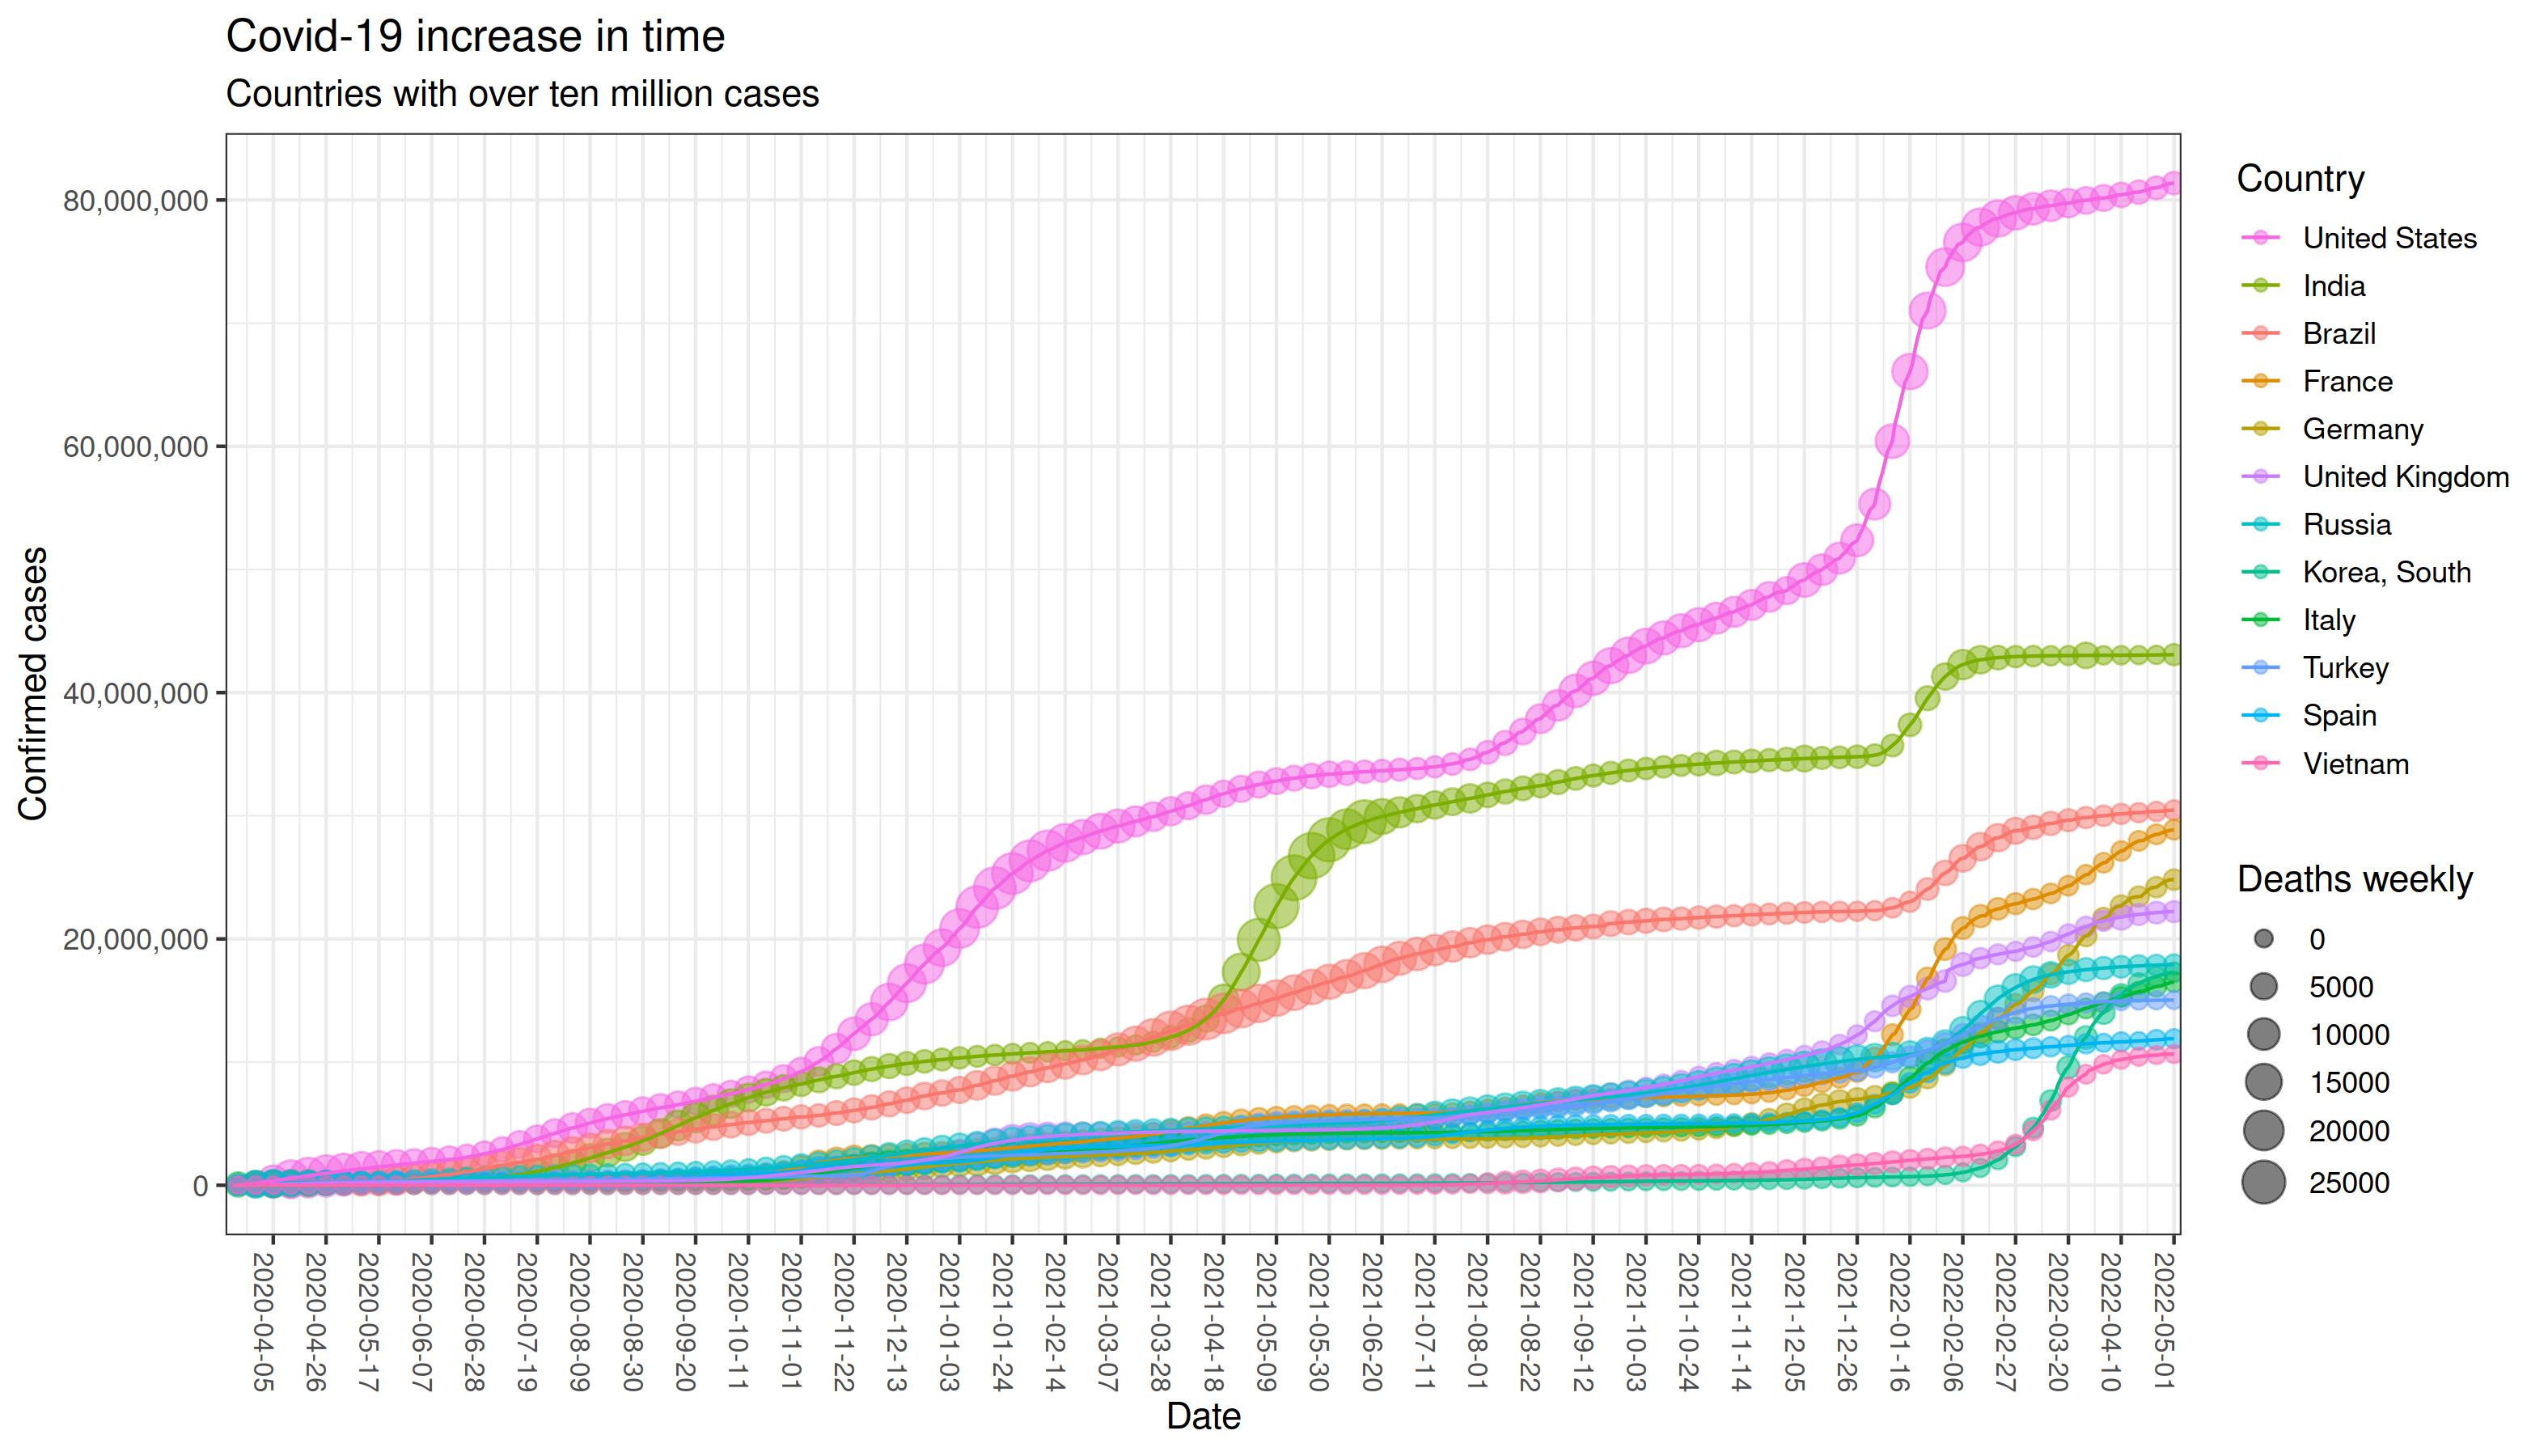 Covid-19 increase in time
Countries with over ten million cases
Confirmed cases
80,000,000
60,000,000
40,000,000
20,000,000
0
2020-04-05
2020-04-26
2020-05-17
2020-06-07
2020-06-28
2020-07-19
2020-08-09
2020-08-30
2020-09-20
2020-10-11
2020-11-01
2020-11-22
2020-12-13
2021-01-03
2021-01-24
2021-02-14
2021-03-07
2021-03-28
2021-04-18
2021-05-09
2021-05-30
2021-06-20
2021-07-11
2021-08-01
2021-08-22
2021-09-12
2021-10-03
2021-10-24
2021-11-14
2021-12-05
2021-12-26
2022-01-16
2022-02-06
2022-02-27
2022-03-20
2022-04-10
2022-05-01
Date
Country
United States
India
Brazil
France
Germany
United Kingdom
Russia
Korea, South
Italy
Turkey
Spain
Vietnam
Deaths weekly
0
5000
10000
15000
20000
25000